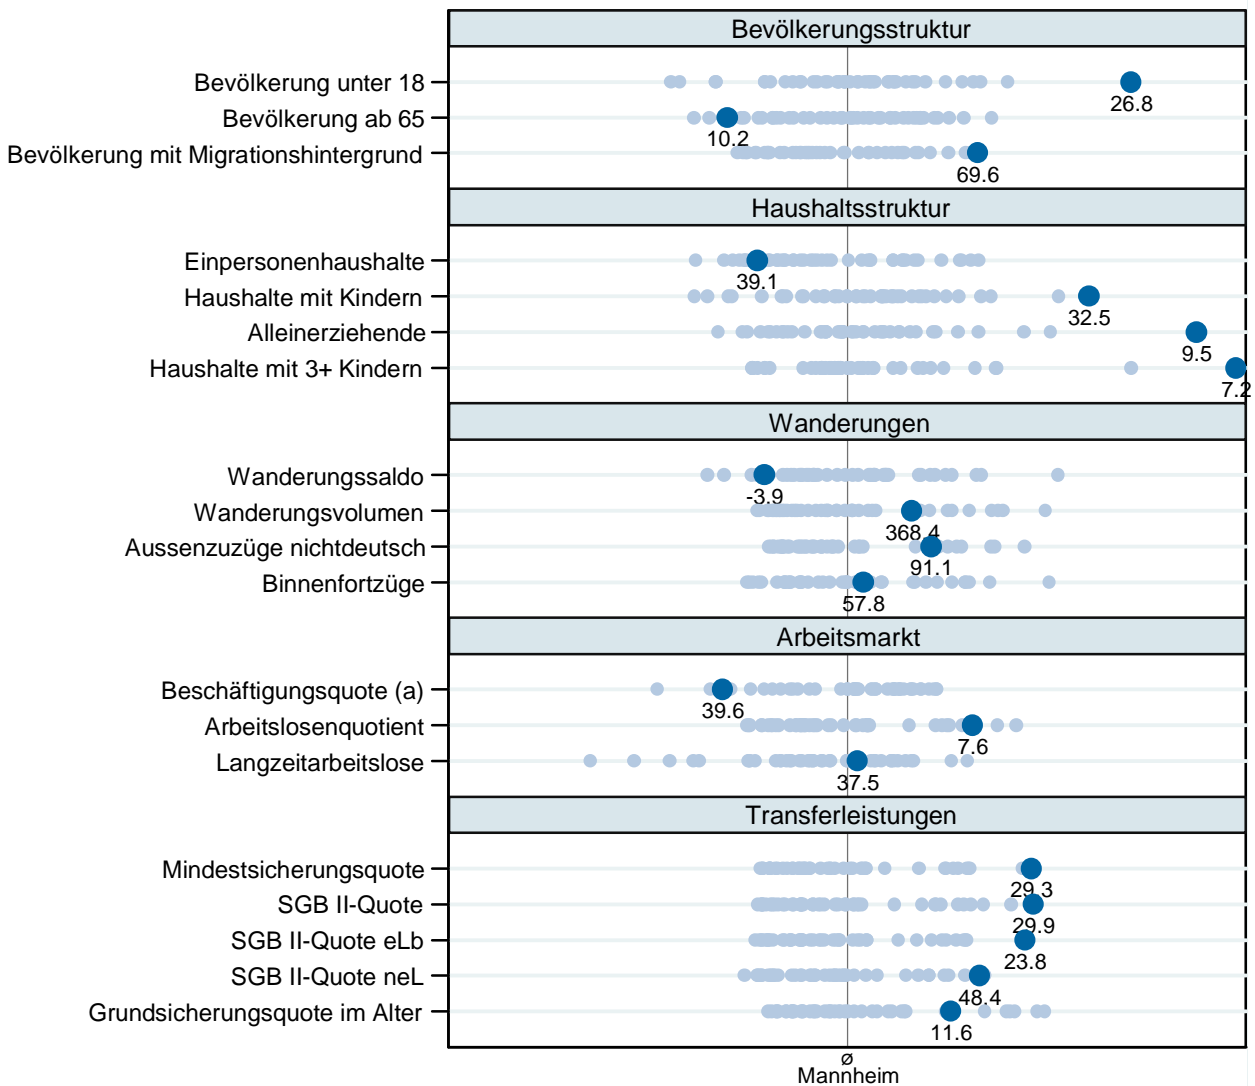 Bevölkerungsstruktur
Bevölkerung unter 18
26.8
Bevölkerung ab 65
10.2
Bevölkerung mit Migrationshintergrund
69.6
Haushaltsstruktur
Einpersonenhaushalte
39.1
Haushalte mit Kindern
32.5
Alleinerziehende
9.5
Haushalte mit 3+ Kindern
7.2
Wanderungen
Wanderungssaldo
-3.9
Wanderungsvolumen
368.4
Aussenzuzüge nichtdeutsch
91.1
Binnenfortzüge
57.8
Arbeitsmarkt
Beschäftigungsquote (a)
39.6
Arbeitslosenquotient
7.6
Langzeitarbeitslose
37.5
Transferleistungen
Mindestsicherungsquote
29.3
SGB II-Quote
29.9
SGB II-Quote eLb
23.8
SGB II-Quote neL
48.4
Grundsicherungsquote im Alter
11.6
ø
Mannheim